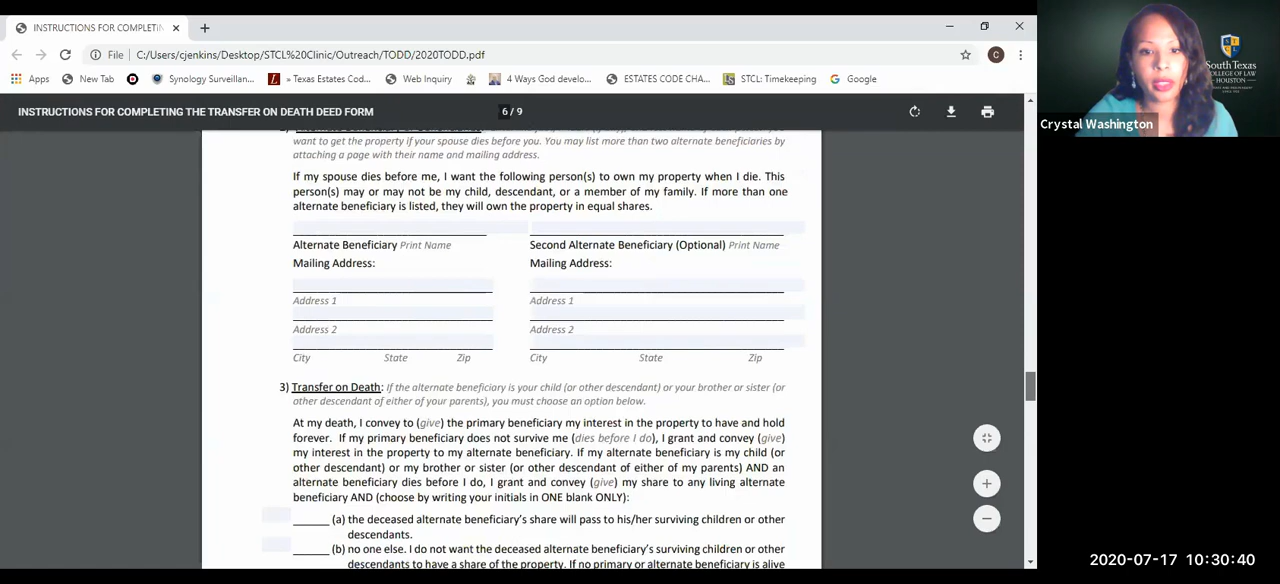 INSTRUCTIONS FOR COMPLETIN
File
C:/Users/cjenkins/Desktop/STCL%20Clinic/Outreach/TODD/2020TODD.pdf
C
Apps
New Tab
Synology Surveillan...
» Texas Estates Cod...
Web Inquiry
4 Ways God develo...
ESTATES CODE CHA...
STCL: Timekeeping
Google
INSTRUCTIONS FOR COMPLETING THE TRANSFER ON DEATH DEED FORM
6 / 9
South Texas
COLLEGE OF LAW
HOUSTON
Crystal Washington
want to get the property if your spouse dies before you. You may list more than two alternate beneficiaries by
attaching a page with their name and mailing address.
If my spouse dies before me, I want the following person(s) to own my property when I die. This
person(s) may or may not be my child, descendant, or a member of my family. If more than one
alternate beneficiary is listed, they will own the property in equal shares.
Alternate Beneficiary Print Name
Second Alternate Beneficiary (Optional) Print Name
Mailing Address:
Mailing Address:
Address 1
Address 1
Address 2
Address 2
City State Zip
City State Zip
3) Transfer on Death: If the alternate beneficiary is your child (or other descendant) or your brother or sister (or
other descendant of either of your parents), you must choose an option below.
At my death, I convey to (give) the primary beneficiary my interest in the property to have and hold
forever. If my primary beneficiary does not survive me (dies before I do), I grant and convey (give)
my interest in the property to my alternate beneficiary. If my alternate beneficiary is my child (or
other descendant) or my brother or sister (or other descendant of either of my parents) AND an
alternate beneficiary dies before I do, I grant and convey (give) my share to any living alternate
beneficiary AND (choose by writing your initials in ONE blank ONLY):
______ (a) the deceased alternate beneficiary's share will pass to his/her surviving children or other
descendants.
______ (b) no one else. I do not want the deceased alternate beneficiary's surviving children or other
descendants to have a share of the property. If no primary or alternate beneficiary is alive
2020-07-17 10:30:40